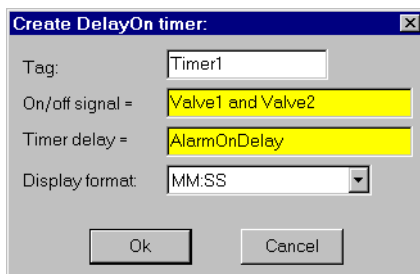 Create DelayOn timer:
Tag: Timer1
On/off signal = Valve1 and Valve2
Timer delay = AlarmOnDelay
Display format: MM:SS
Ok Cancel